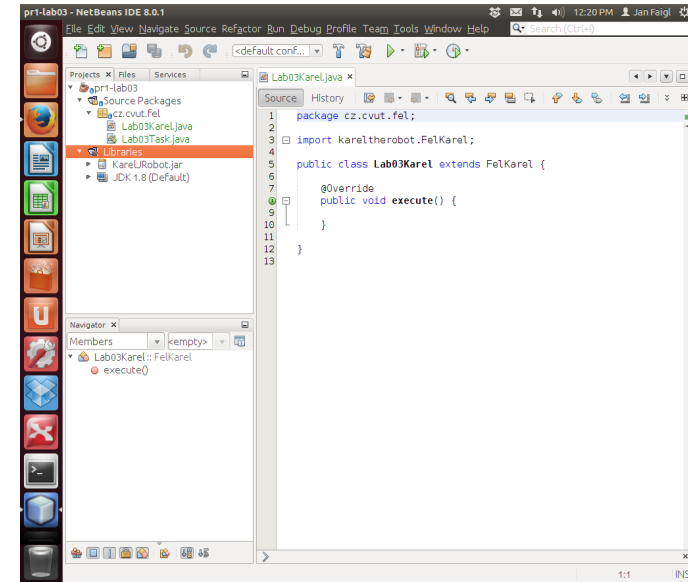 pr1-lab03 - NetBeans IDE 8.0.1
12:20 PM Jan Faigl
File Edit View Navigate Source Refactor Run Debug Profile Team Tools Window Help
Search (Ctrl+I)
<default conf...
Projects Files Services
Lab03Karel.java
pr1-lab03
Source Packages
cz.cvut.fel
Lab03Karel.java
Lab03Task.java
Libraries
KarelJRobot.jar
JDK 1.8 (Default)
Source History
1 package cz.cvut.fel;
2
3 import kareltherobot.FelKarel;
4
5 public class Lab03Karel extends FelKarel {
6
7 @Override
public void execute() {
9
10 }
11
12 }
13
Navigator
Members <empty>
Lab03Karel :: FelKarel
execute()
1:1 INS